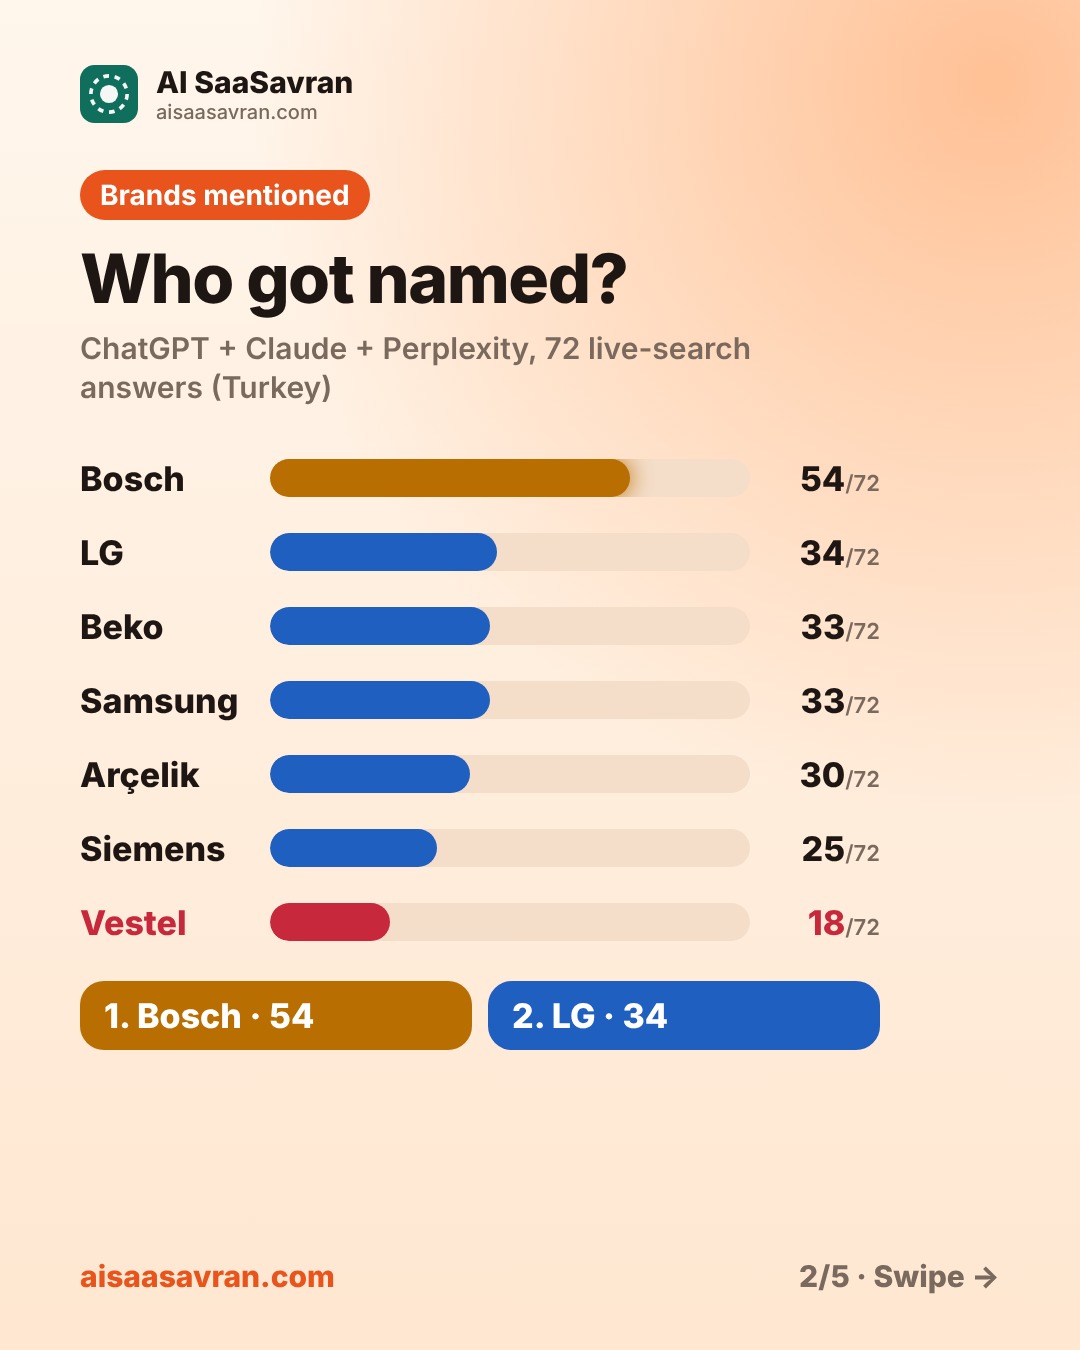 AI SaaSavran
aisaasavran.com
Brands mentioned
Who got named?
ChatGPT + Claude + Perplexity, 72 live-search
answers (Turkey)
Bosch 54/72
LG 34/72
Beko 33/72
Samsung 33/72
Arçelik 30/72
Siemens 25/72
Vestel 18/72
1. Bosch · 54 2. LG · 34
aisaasavran.com 2/5 · Swipe →